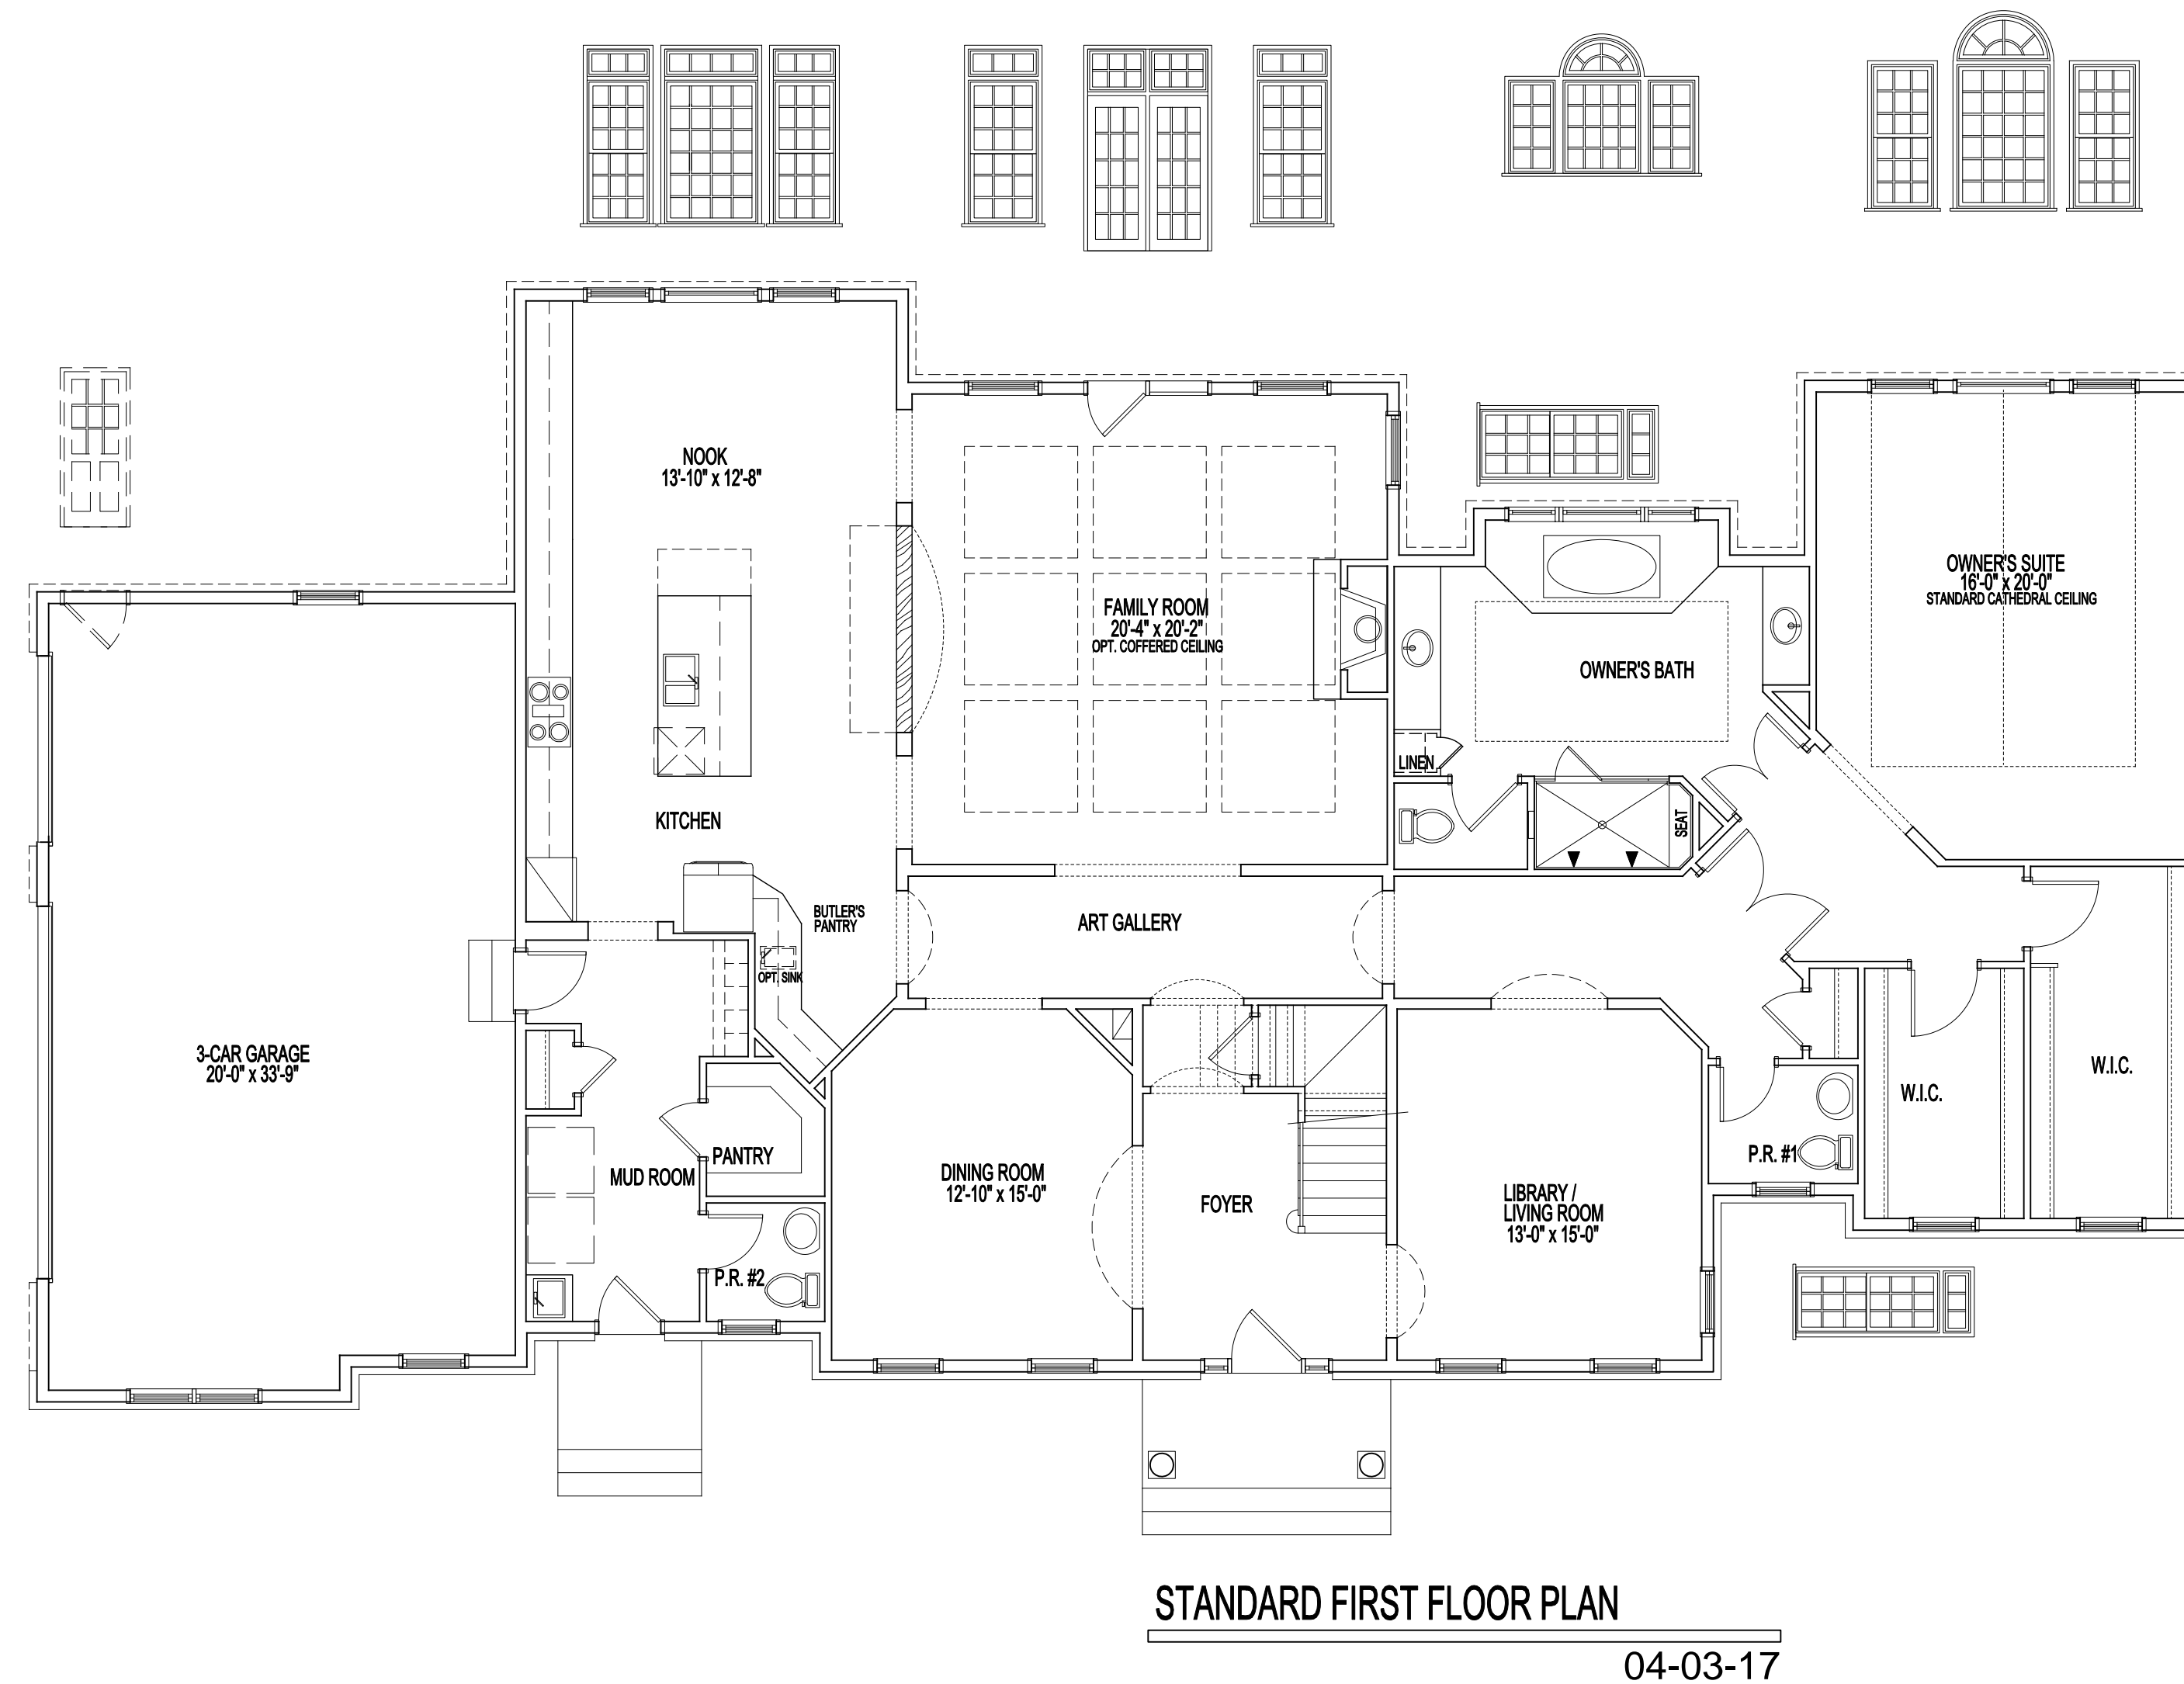 NOOK
13'-10" x 12'-8"
FAMILY ROOM
20'-4" x 20'-2"
OPT. COFFERED CEILING
OWNER'S SUITE
16'-0" x 20'-0"
STANDARD CATHEDRAL CEILING
OWNER'S BATH
LINEN
SEAT
KITCHEN
BUTLER'S
PANTRY
OPT. SINK
ART GALLERY
3-CAR GARAGE
20'-0" x 33'-9"
MUD ROOM
PANTRY
P.R. #2
DINING ROOM
12'-10" x 15'-0"
FOYER
LIBRARY /
LIVING ROOM
13'-0" x 15'-0"
P.R. #1
W.I.C.
W.I.C.
STANDARD FIRST FLOOR PLAN
04-03-17